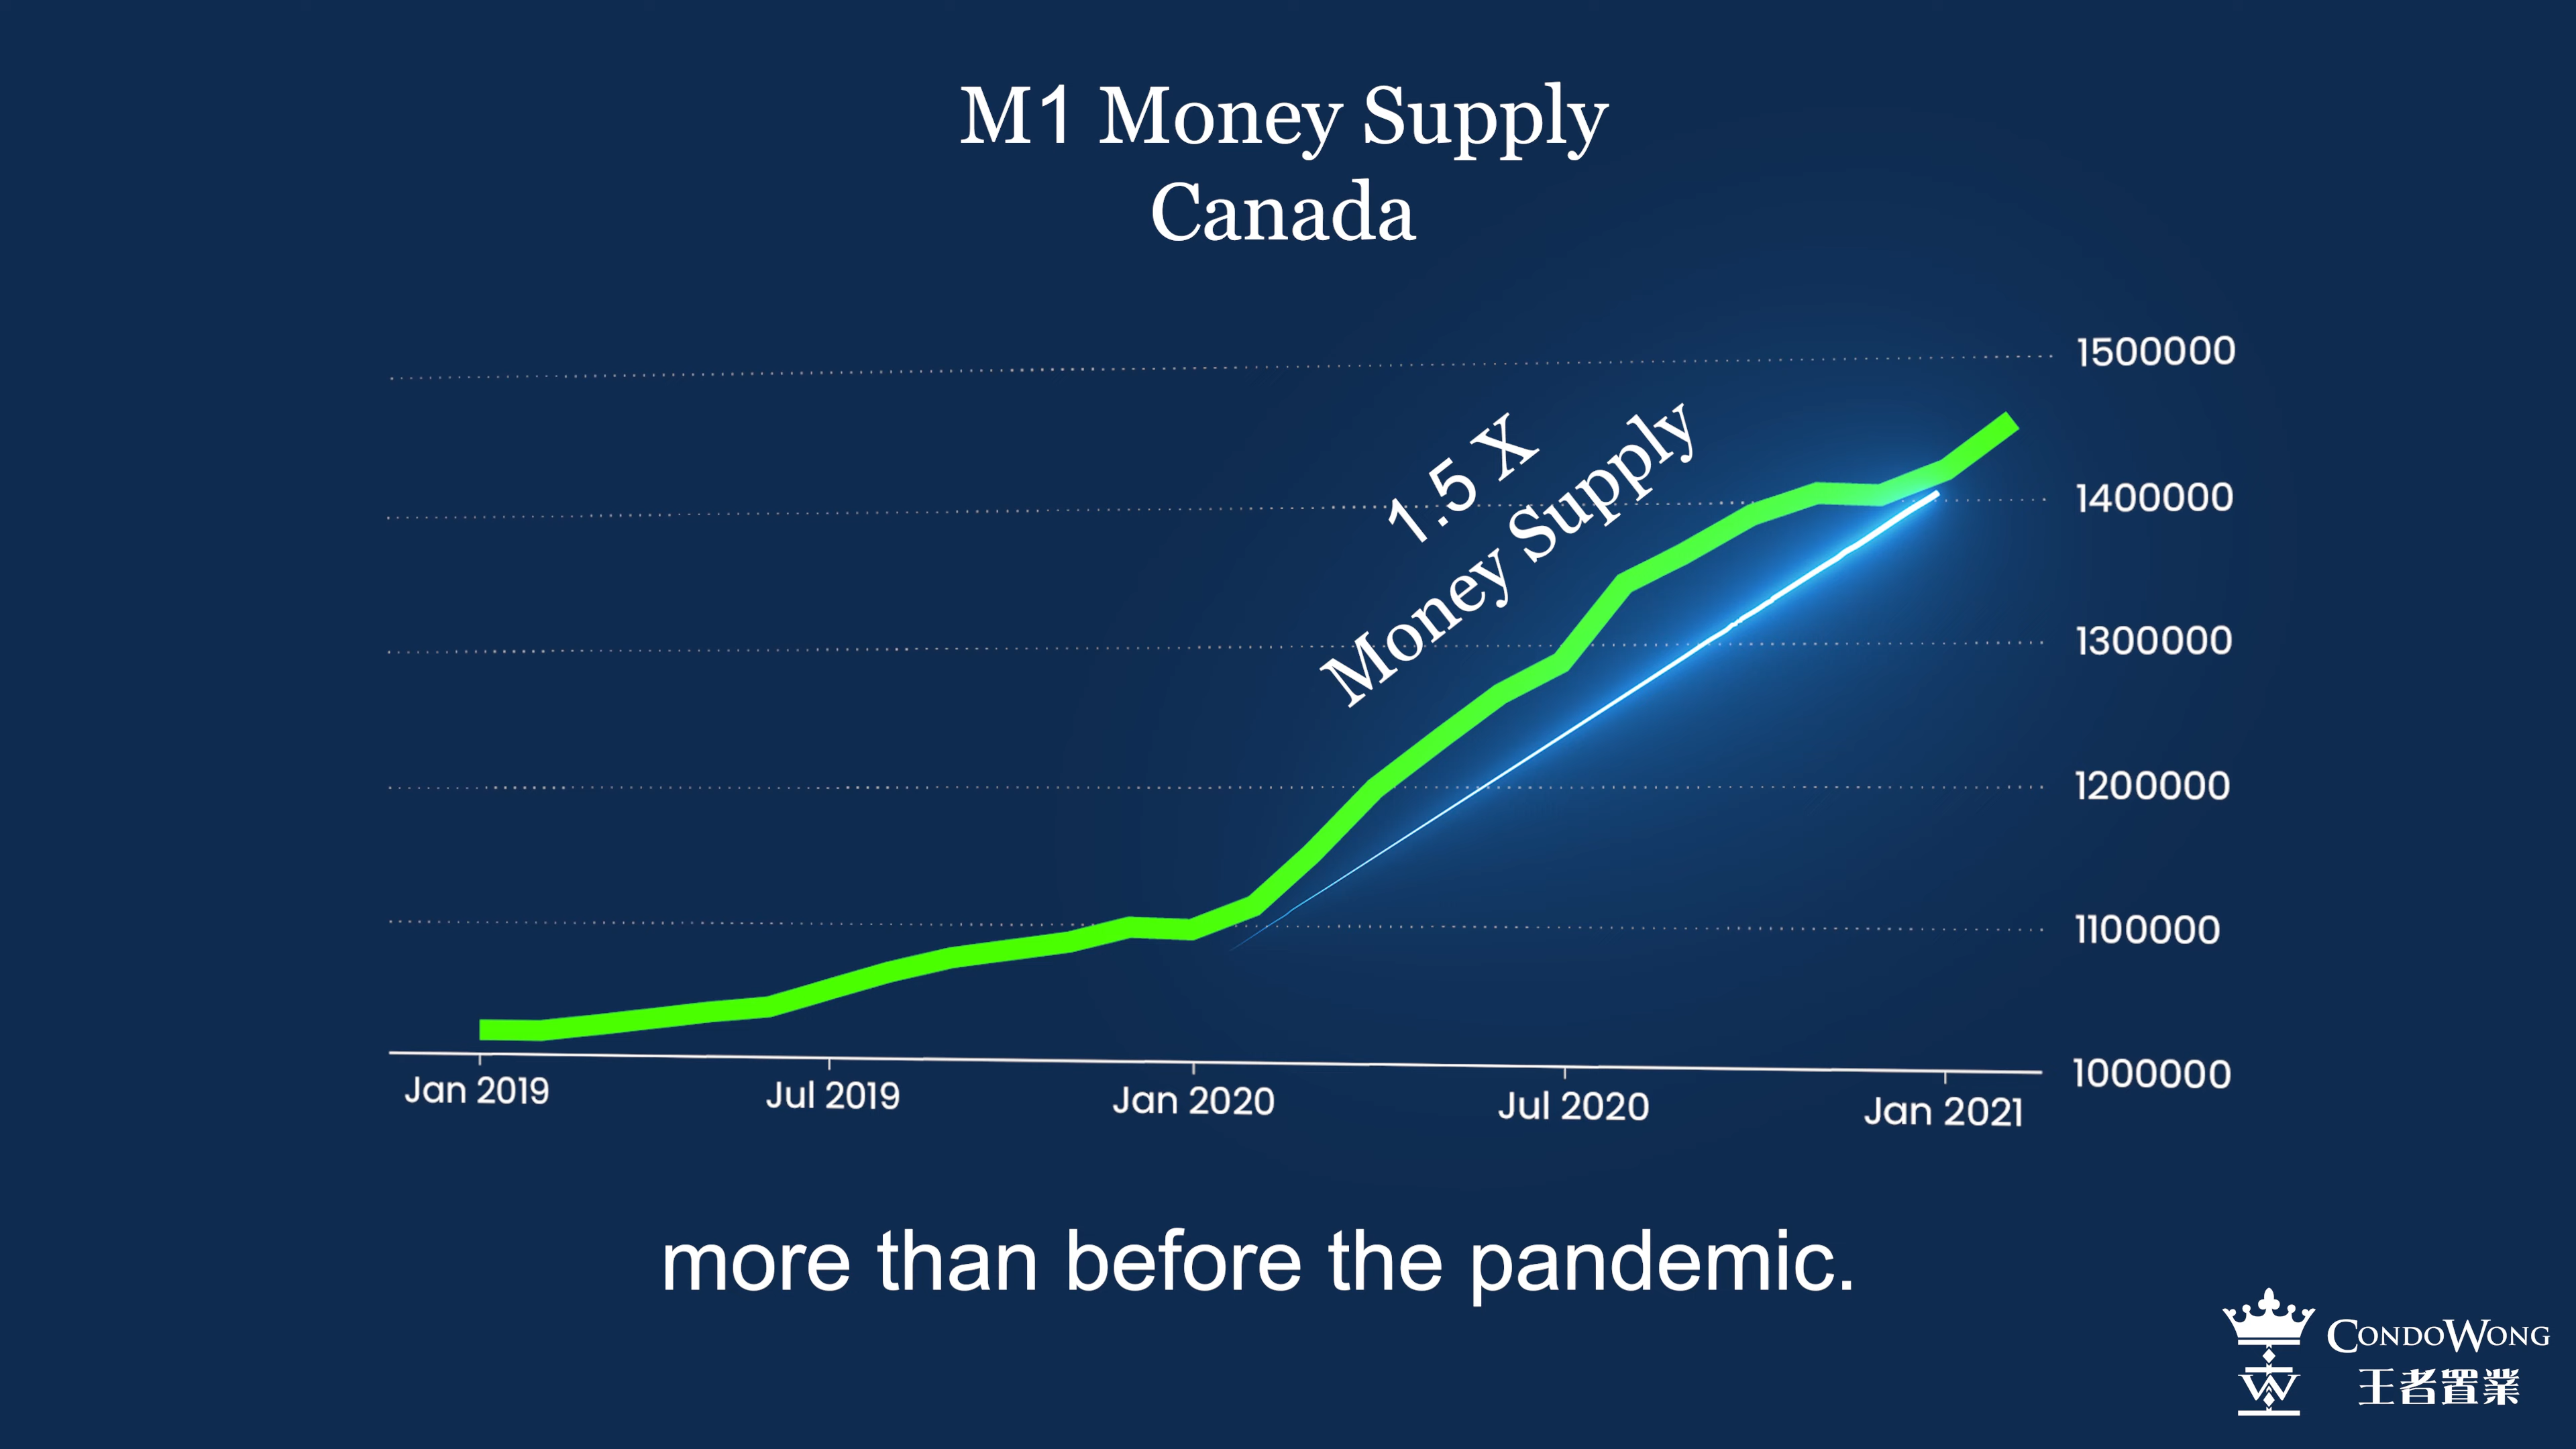 M1 Money Supply
Canada
1.5 X
Money Supply
1500000
1400000
1300000
1200000
1100000
1000000
Jan 2019
Jul 2019
Jan 2020
Jul 2020
Jan 2021
more than before the pandemic.
W
CONDOWONG
王者置業